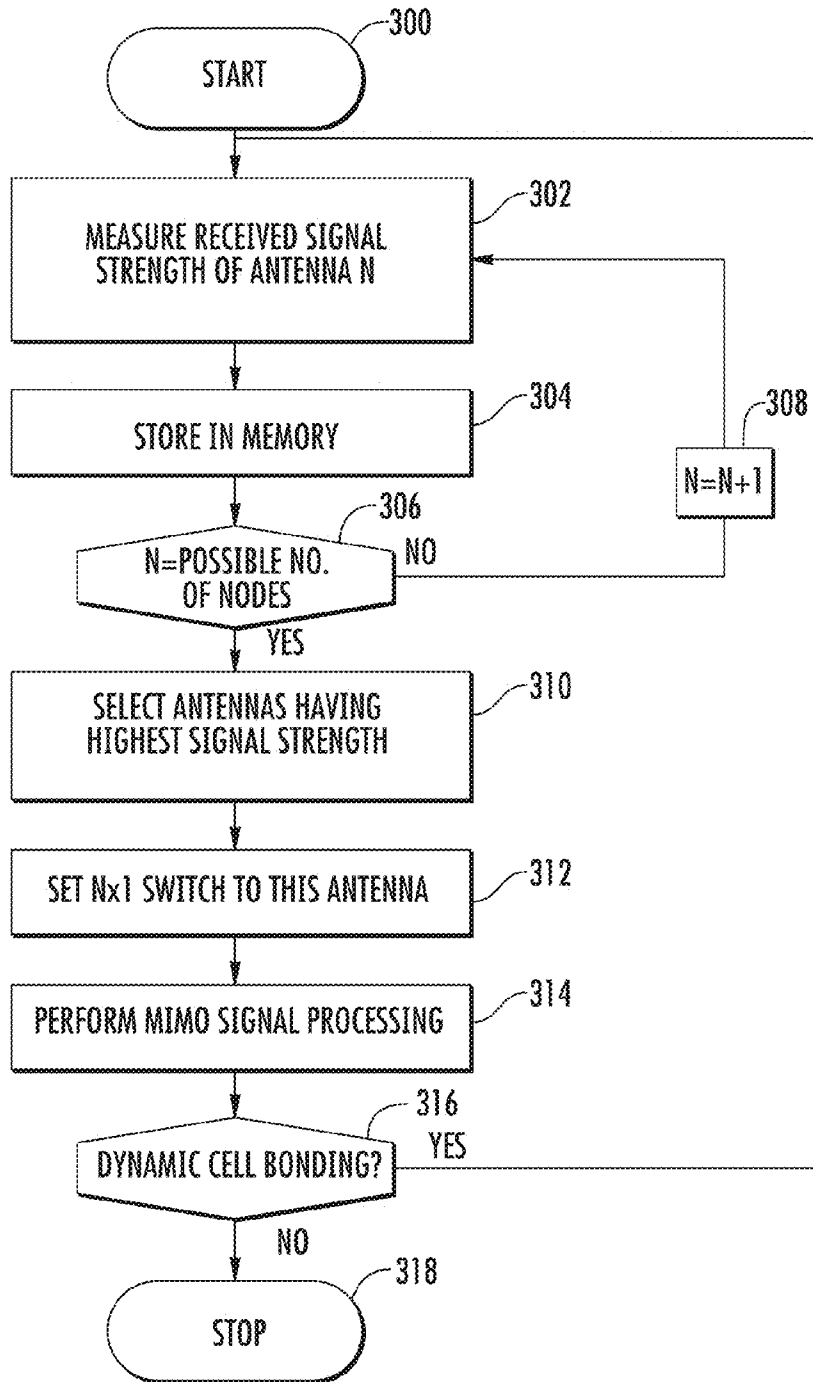 300
START
302
MEASURE RECEIVED SIGNAL
STRENGTH OF ANTENNA N
304
STORE IN MEMORY
308
N=N+1
306
N=POSSIBLE NO.
OF NODES
NO
YES
310
SELECT ANTENNAS HAVING
HIGHEST SIGNAL STRENGTH
312
SET Nx1 SWITCH TO THIS ANTENNA
314
PERFORM MIMO SIGNAL PROCESSING
316
DYNAMIC CELL BONDING?
YES
NO
318
STOP